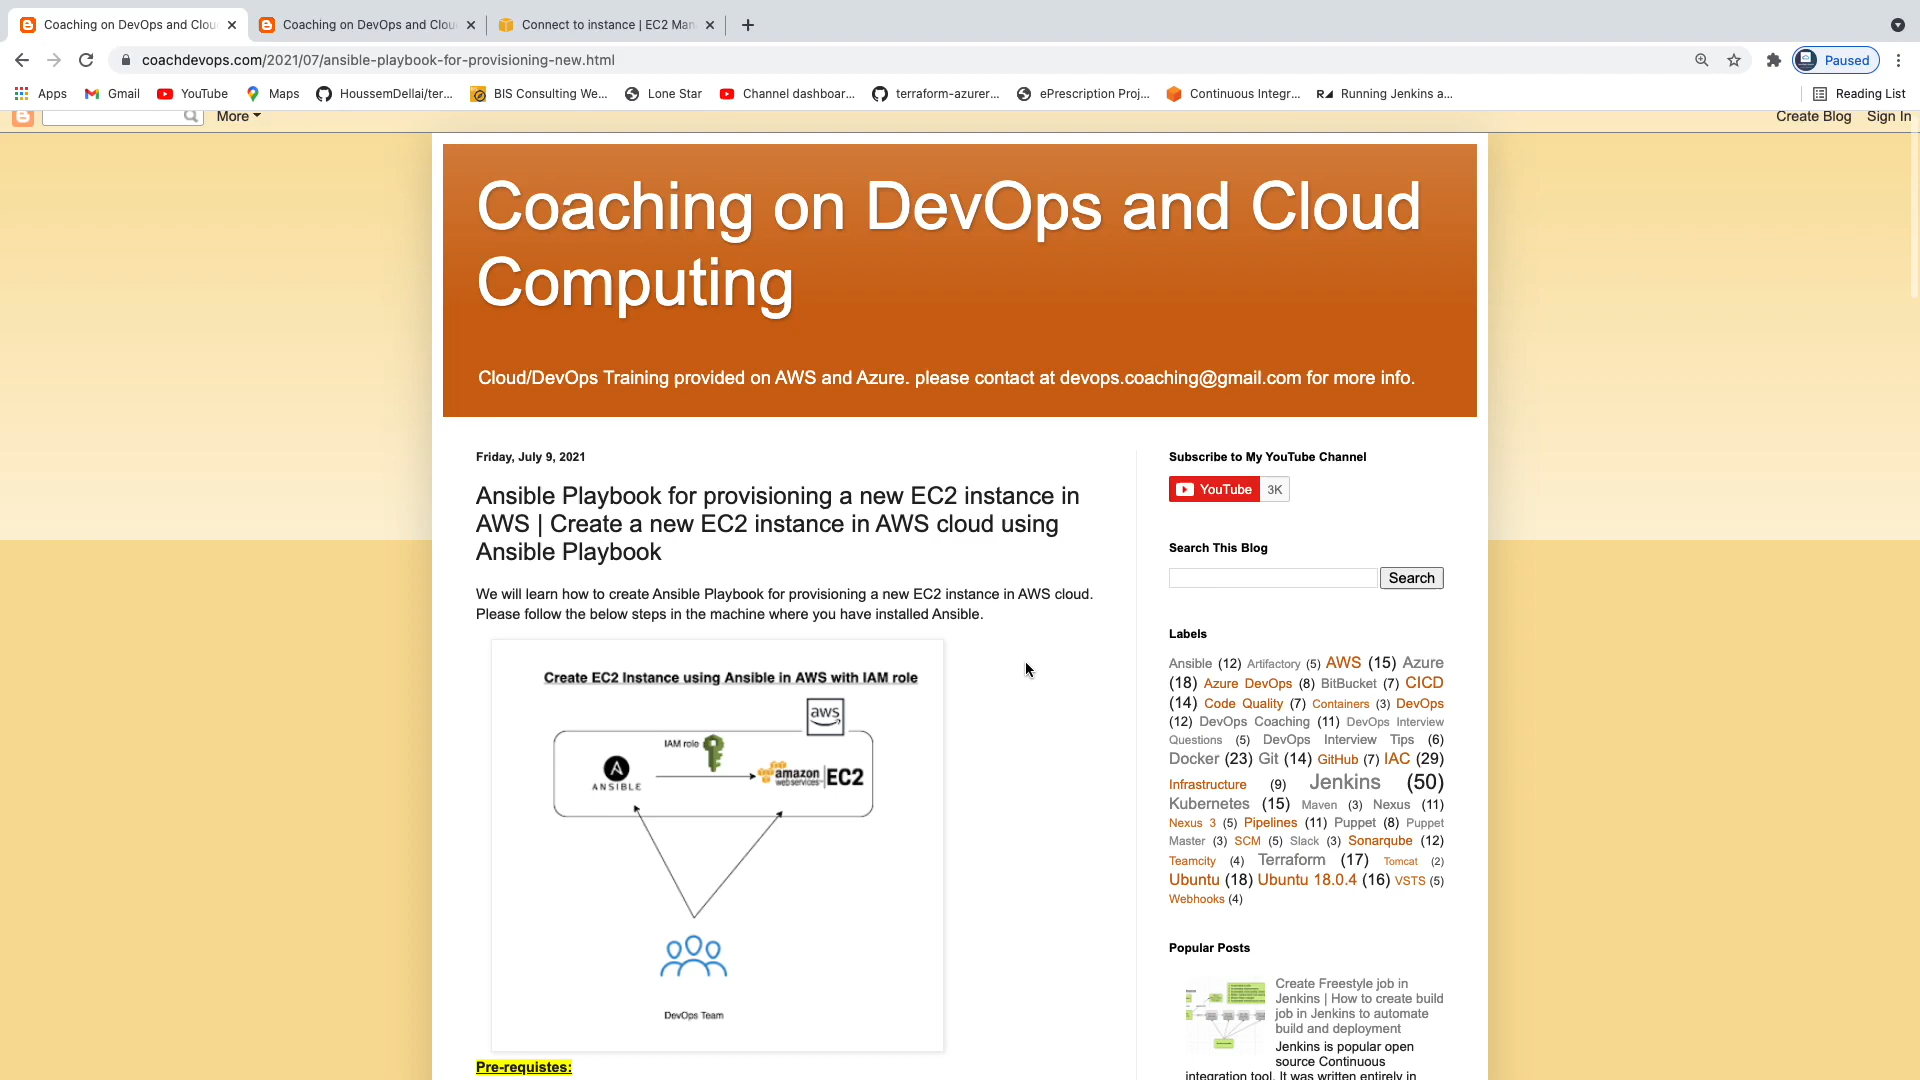 Coaching on DevOps and Clou
Coaching on DevOps and Clou
Connect to instance | EC2 Man
coachdevops.com/2021/07/ansible-playbook-for-provisioning-new.html
Paused
Apps
Gmail
YouTube
Maps
HoussemDellai/ter...
BIS Consulting We...
Lone Star
Channel dashboar...
terraform-azurer...
ePrescription Proj...
Continuous Integr...
Running Jenkins a...
Reading List
More
Create Blog
Sign In
Coaching on DevOps and Cloud
Computing
Cloud/DevOps Training provided on AWS and Azure. please contact at devops.coaching@gmail.com for more info.
Friday, July 9, 2021
Ansible Playbook for provisioning a new EC2 instance in
AWS | Create a new EC2 instance in AWS cloud using
Ansible Playbook
We will learn how to create Ansible Playbook for provisioning a new EC2 instance in AWS cloud.
Please follow the below steps in the machine where you have installed Ansible.
Create EC2 Instance using Ansible in AWS with IAM role
aws
IAM role
A
ANSIBLE
amazon
webservices
EC2
DevOps Team
Pre-requistes:
Subscribe to My YouTube Channel
YouTube 3K
Search This Blog
Search
Labels
Ansible (12) Artifactory (5) AWS (15) Azure
(18) Azure DevOps (8) BitBucket (7) CICD
(14) Code Quality (7) Containers (3) DevOps
(12) DevOps Coaching (11) DevOps Interview
Questions (5) DevOps Interview Tips (6)
Docker (23) Git (14) GitHub (7) IAC (29)
Infrastructure (9) Jenkins (50)
Kubernetes (15) Maven (3) Nexus (11)
Nexus 3 (5) Pipelines (11) Puppet (8) Puppet
Master (3) SCM (5) Slack (3) Sonarqube (12)
Teamcity (4) Terraform (17) Tomcat (2)
Ubuntu (18) Ubuntu 18.0.4 (16) VSTS (5)
Webhooks (4)
Popular Posts
Create Freestyle job in
Jenkins | How to create build
job in Jenkins to automate
build and deployment
Jenkins is popular open
source Continuous
integration tool. It was written entirely in